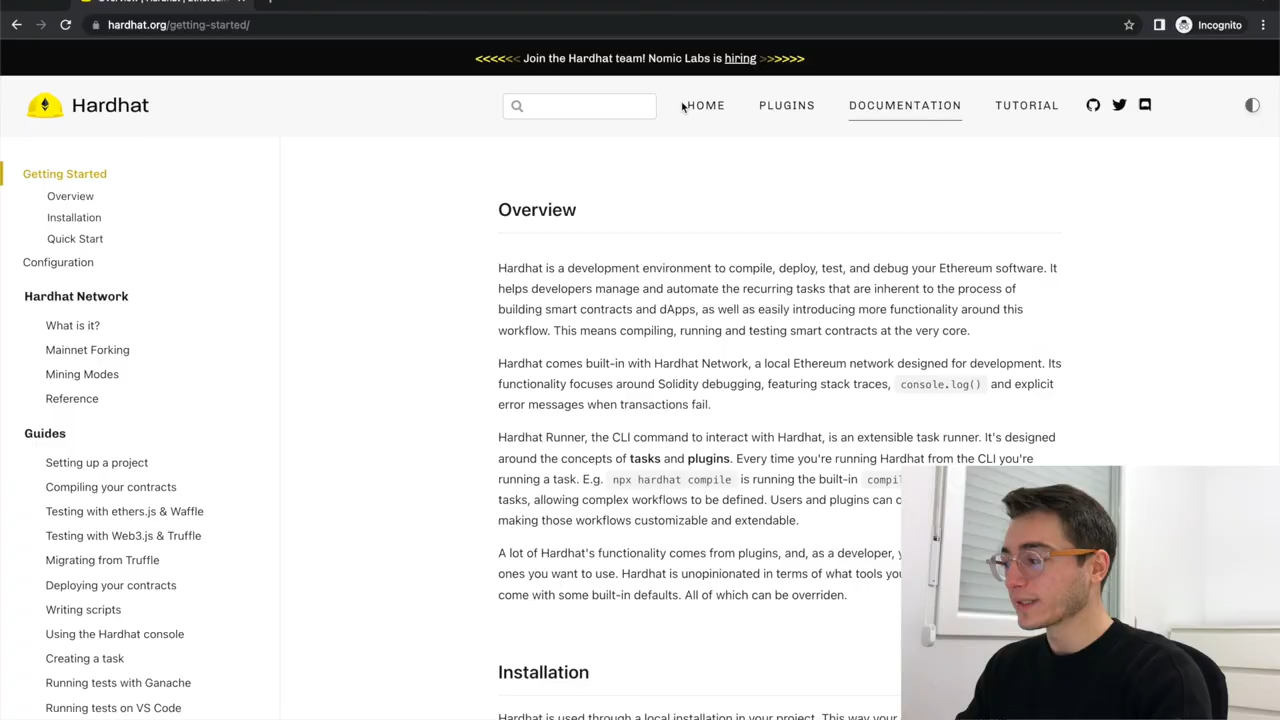 hardhat.org/getting-started/
Incognito
<<<<<< Join the Hardhat team! Nomic Labs is hiring >>>>>>
Hardhat
HOME
PLUGINS
DOCUMENTATION
TUTORIAL
Getting Started
Overview
Installation
Quick Start
Configuration
Hardhat Network
What is it?
Mainnet Forking
Mining Modes
Reference
Guides
Setting up a project
Compiling your contracts
Testing with ethers.js & Waffle
Testing with Web3.js & Truffle
Migrating from Truffle
Deploying your contracts
Writing scripts
Using the Hardhat console
Creating a task
Running tests with Ganache
Running tests on VS Code
Overview
Hardhat is a development environment to compile, deploy, test, and debug your Ethereum software. It
helps developers manage and automate the recurring tasks that are inherent to the process of
building smart contracts and dApps, as well as easily introducing more functionality around this
workflow. This means compiling, running and testing smart contracts at the very core.
Hardhat comes built-in with Hardhat Network, a local Ethereum network designed for development. Its
functionality focuses around Solidity debugging, featuring stack traces, console.log() and explicit
error messages when transactions fail.
Hardhat Runner, the CLI command to interact with Hardhat, is an extensible task runner. It's designed
around the concepts of tasks and plugins. Every time you're running Hardhat from the CLI you're
running a task. E.g. npx hardhat compile is running the built-in
tasks, allowing complex workflows to be defined. Users and plugins can
making those workflows customizable and extendable.
A lot of Hardhat's functionality comes from plugins, and, as a developer,
ones you want to use. Hardhat is unopinionated in terms of what tools
come with some built-in defaults. All of which can be overriden.
Installation
Hardhat is used through a local installation in your project. This way your